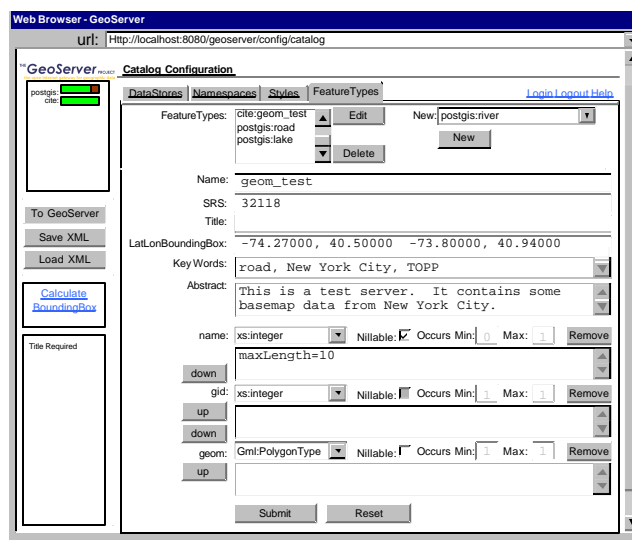 Web Browser - GeoServer
url: Http://localhost:8080/geoserver/config/catalog
THE GeoServer PROJECT
Catalog Configuration
postgis:
cite:
DataStores Namespaces Styles FeatureTypes Login Logout Help
FeatureTypes: cite:geom_test Edit New: postgis:river
postgis:road
postgis:lake New
Delete
Name: geom_test
SRS: 32118
To GeoServer
Title:
Save XML
LatLonBoundingBox: -74.27000, 40.50000 -73.80000, 40.94000
Load XML
Key Words: road, New York City, TOPP
Calculate
BoundingBox
Abstract: This is a test server. It contains some
basemap data from New York City.
name: xs:integer Nillable: Occurs Min: 0 Max: 1 Remove
Title Required
maxLength=10
down
gid: xs:integer Nillable: Occurs Min: 1 Max: 1 Remove
up
down
geom: Gml:PolygonType Nillable: Occurs Min: 1 Max: 1 Remove
up
Submit Reset